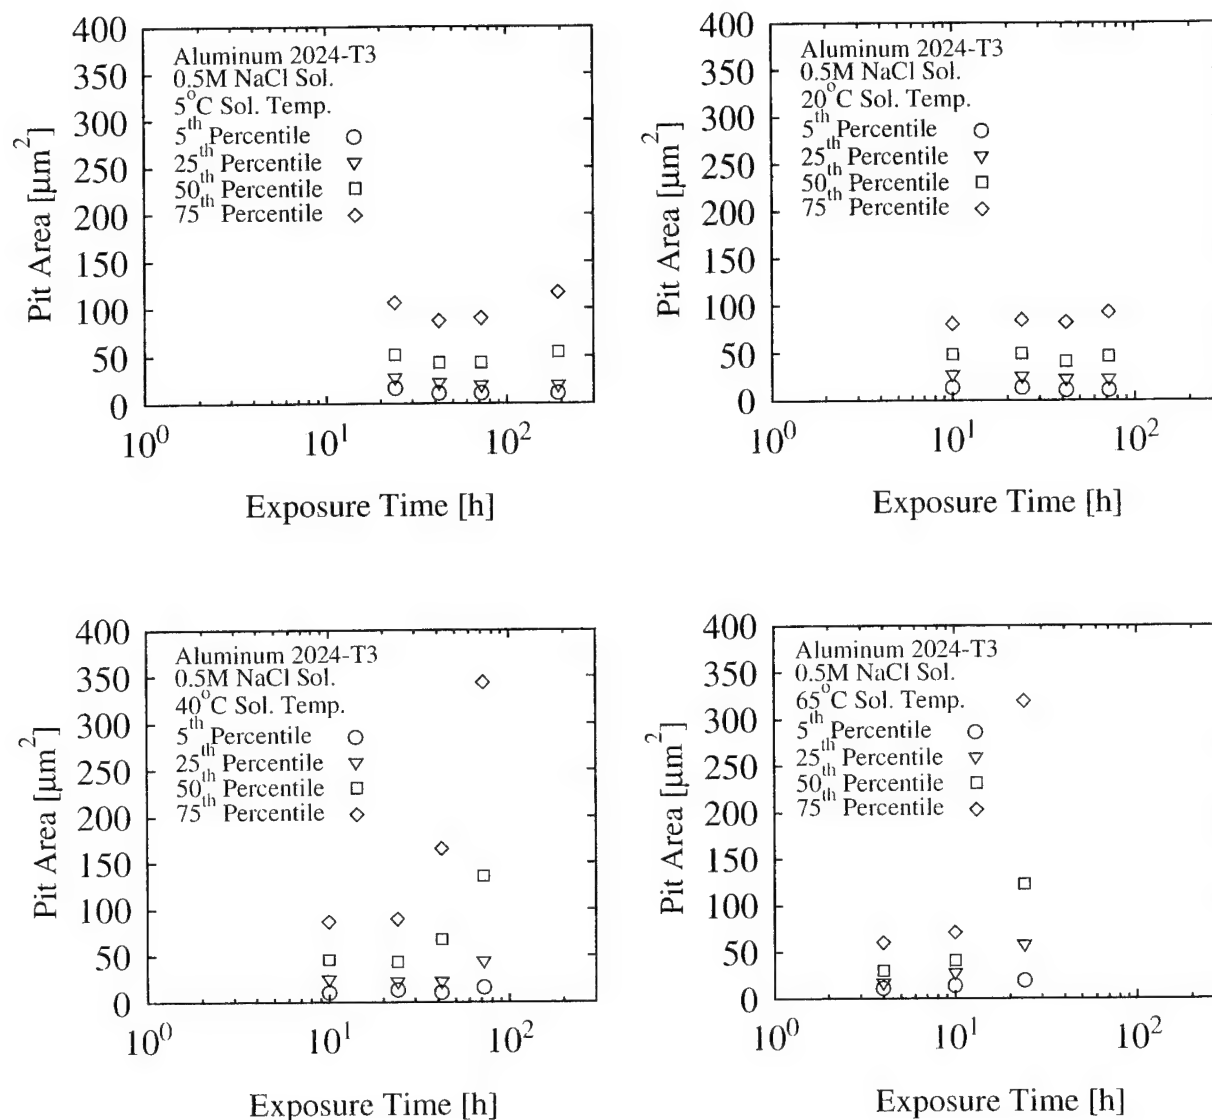 Aluminum 2024-T3
0.5M NaCl Sol.
5°C Sol. Temp.
5th Percentile
25th Percentile
50th Percentile
75th Percentile
400
350
300
250
200
150
100
50
0
Pit Area [μm²]
10⁰ 10¹ 10²
Exposure Time [h]
Aluminum 2024-T3
0.5M NaCl Sol.
20°C Sol. Temp.
5th Percentile
25th Percentile
50th Percentile
75th Percentile
400
350
300
250
200
150
100
50
0
Pit Area [μm²]
10⁰ 10¹ 10²
Exposure Time [h]
Aluminum 2024-T3
0.5M NaCl Sol.
40°C Sol. Temp.
5th Percentile
25th Percentile
50th Percentile
75th Percentile
400
350
300
250
200
150
100
50
0
Pit Area [μm²]
10⁰ 10¹ 10²
Exposure Time [h]
Aluminum 2024-T3
0.5M NaCl Sol.
65°C Sol. Temp.
5th Percentile
25th Percentile
50th Percentile
75th Percentile
400
350
300
250
200
150
100
50
0
Pit Area [μm²]
10⁰ 10¹ 10²
Exposure Time [h]